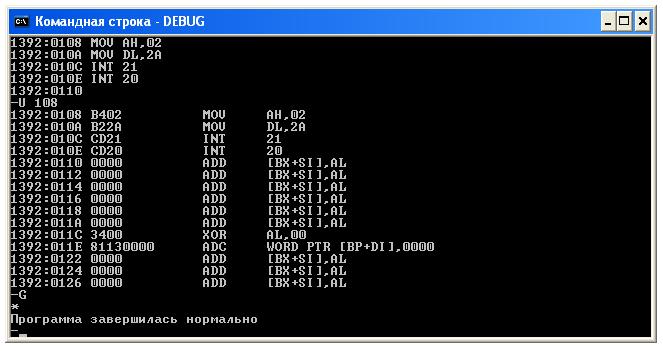 Командная строка - DEBUG
1392:0108 MOV AH,02
1392:010A MOV DL,2A
1392:010C INT 21
1392:010E INT 20
1392:0110
-U 108
1392:0108 B402 MOV AH,02
1392:010A B22A MOV DL,2A
1392:010C CD21 INT 21
1392:010E CD20 INT 20
1392:0110 0000 ADD [BX+SI],AL
1392:0112 0000 ADD [BX+SI],AL
1392:0114 0000 ADD [BX+SI],AL
1392:0116 0000 ADD [BX+SI],AL
1392:0118 0000 ADD [BX+SI],AL
1392:011A 0000 ADD [BX+SI],AL
1392:011C 3400 XOR AL,00
1392:011E 81130000 ADC WORD PTR [BP+DI],0000
1392:0122 0000 ADD [BX+SI],AL
1392:0124 0000 ADD [BX+SI],AL
1392:0126 0000 ADD [BX+SI],AL
-G
*
Программа завершилась нормально
-_